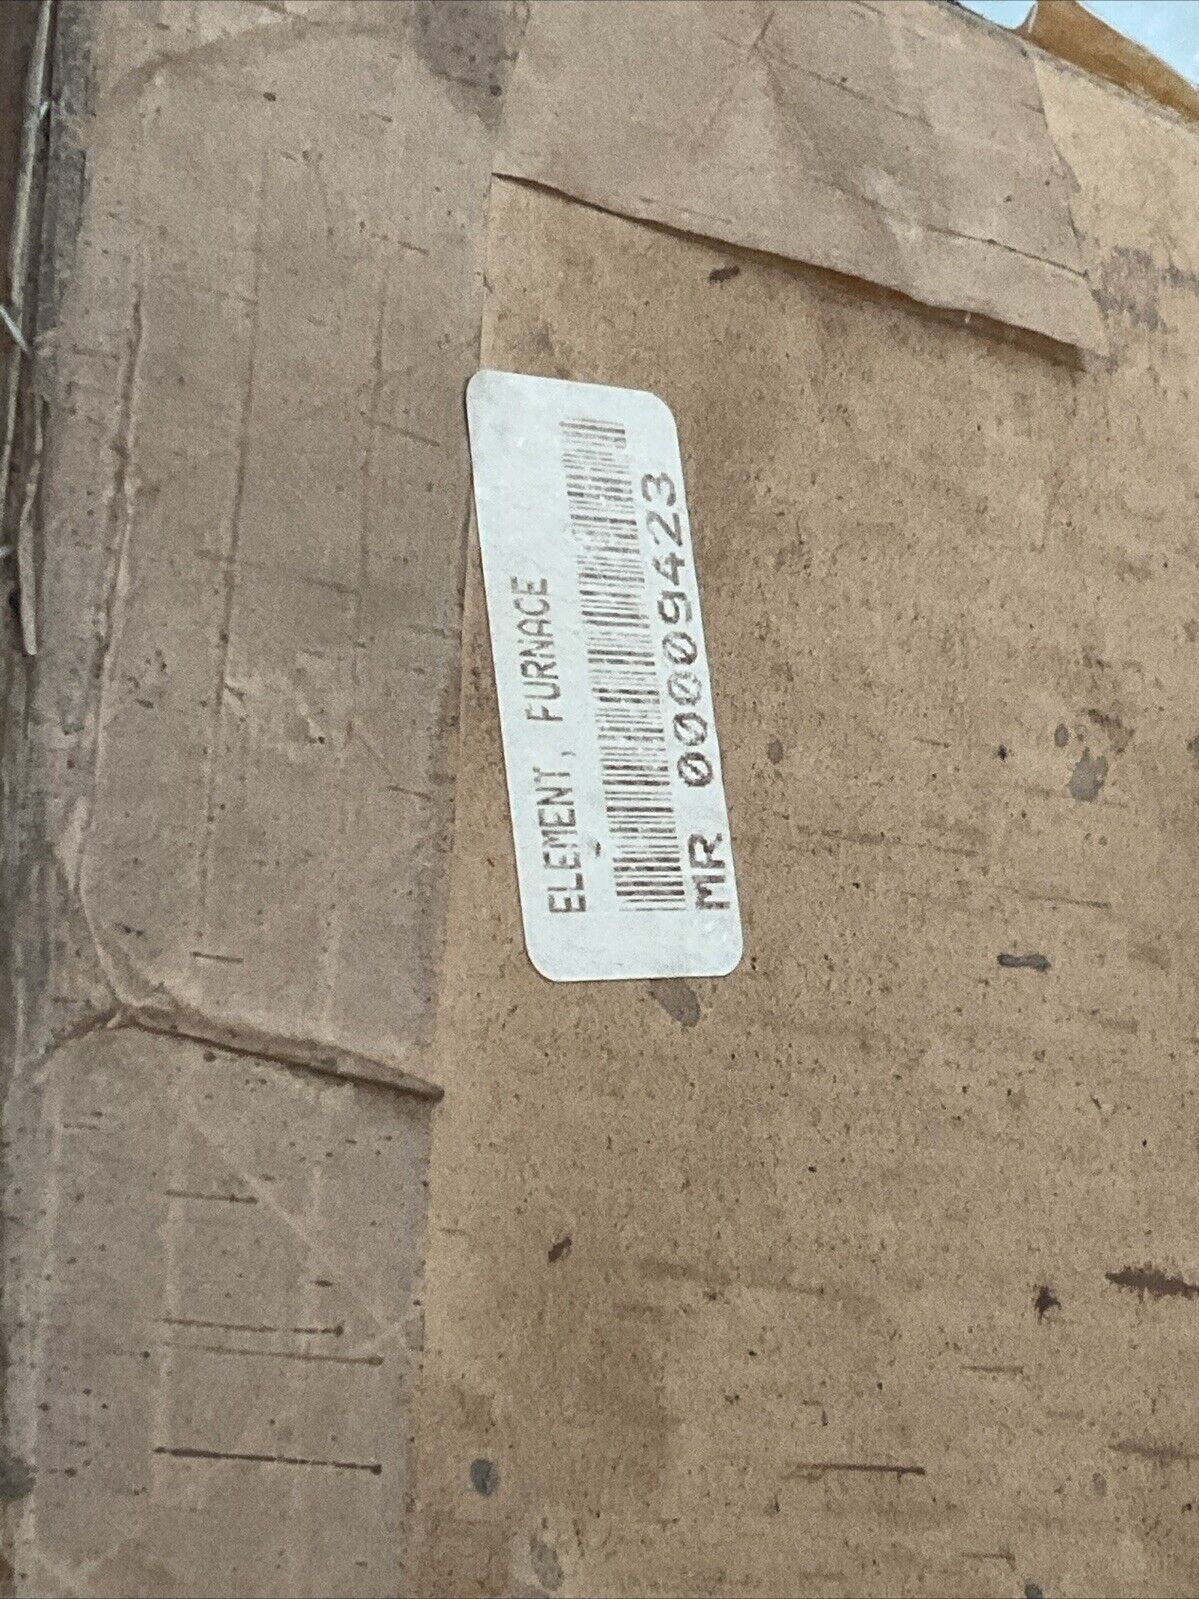 ELEMENT, FURNACE
MR 00009423